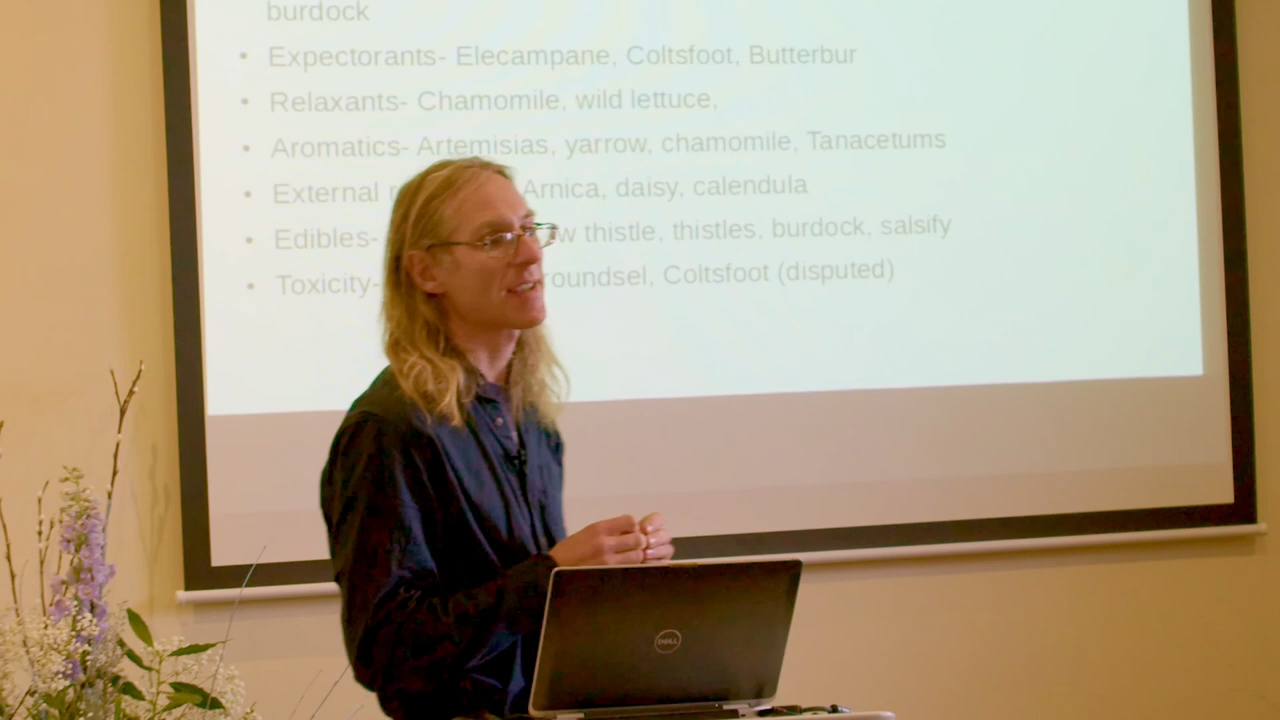 burdock
• Expectorants- Elecampane, Coltsfoot, Butterbur
• Relaxants- Chamomile, wild lettuce,
• Aromatics- Artemisias, yarrow, chamomile, Tanacetums
• External Arnica, daisy, calendula
• Edibles- thistle, thistles, burdock, salsify
• Toxicity- Coltsfoot (disputed)
DELL